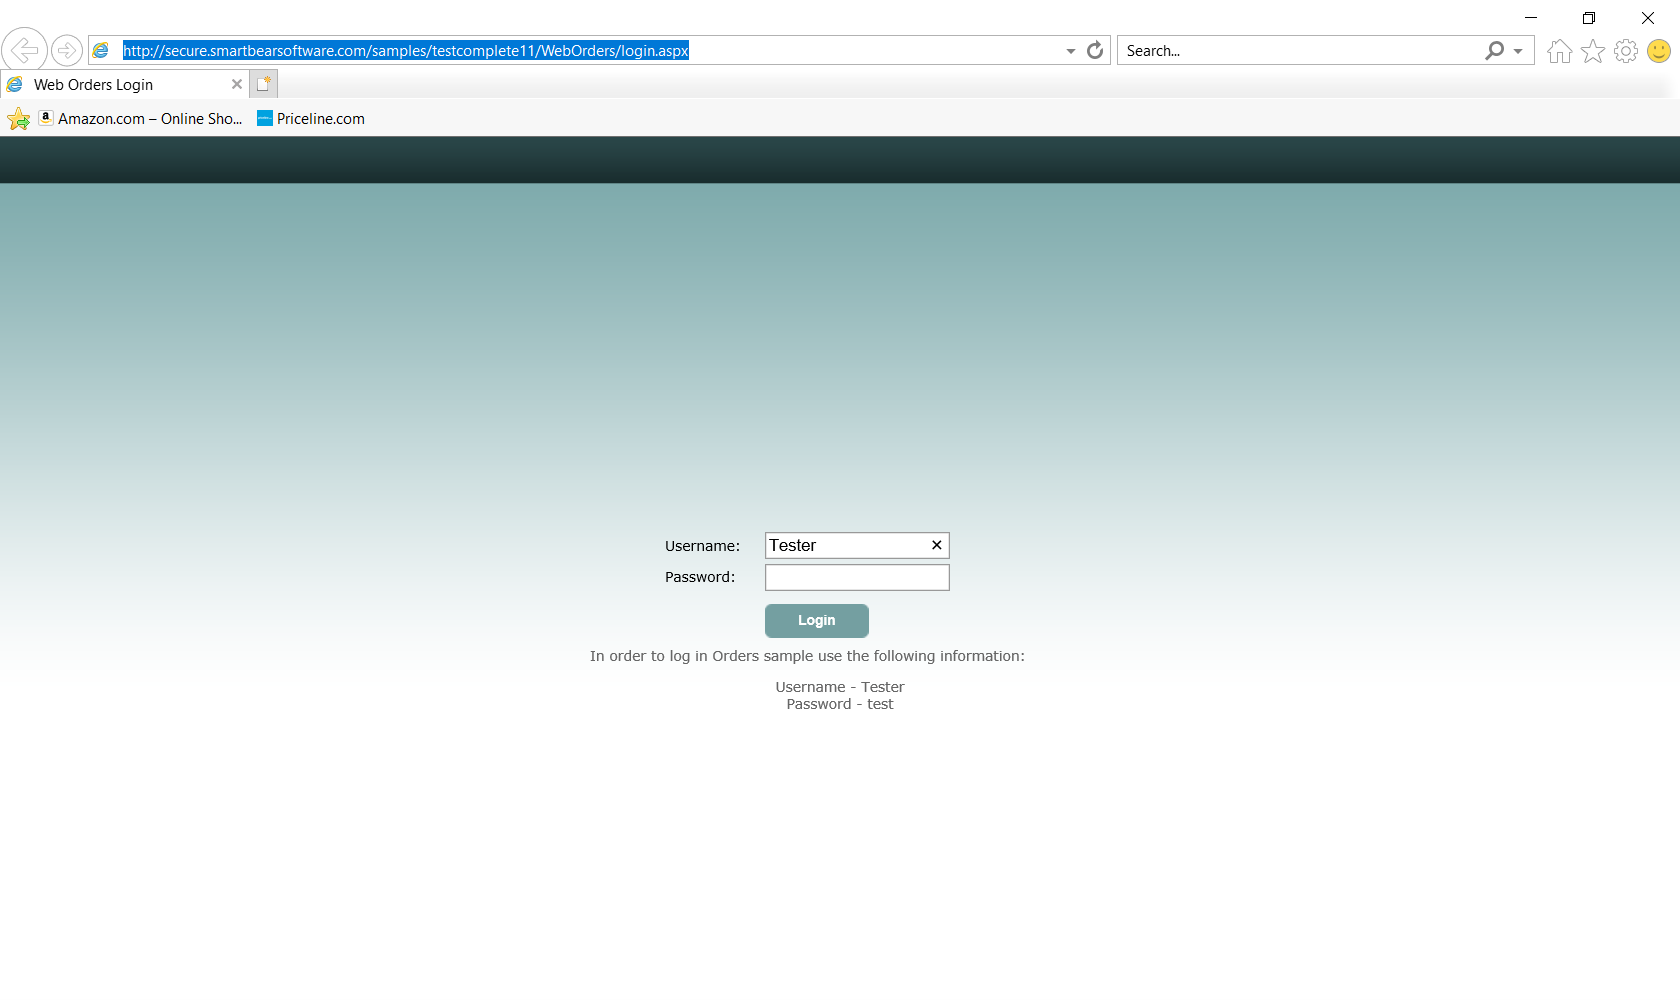 http://secure.smartbearsoftware.com/samples/testcomplete11/WebOrders/login.aspx
Search...
Web Orders Login
Amazon.com – Online Sho...
Priceline.com
Username:
Tester
Password:
Login
In order to log in Orders sample use the following information:
Username - Tester
Password - test